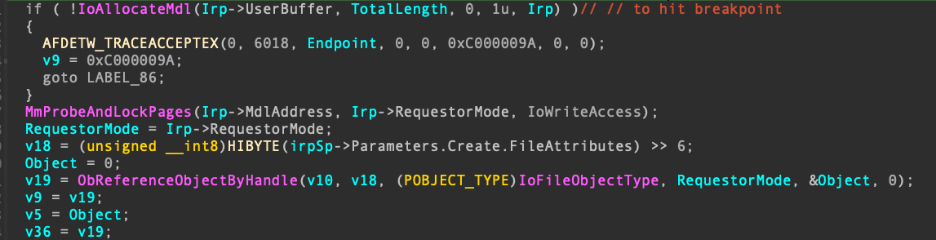 if ( !IoAllocateMdl(Irp->UserBuffer, TotalLength, 0, 1u, Irp) )// // to hit breakpoint
{
AFDETW_TRACEACCEPTEX(0, 6018, Endpoint, 0, 0, 0xC000009A, 0, 0);
v9 = 0xC000009A;
goto LABEL_86;
}
MmProbeAndLockPages(Irp->MdlAddress, Irp->RequestorMode, IoWriteAccess);
RequestorMode = Irp->RequestorMode;
v18 = (unsigned __int8)HIBYTE(irpSp->Parameters.Create.FileAttributes) >> 6;
Object = 0;
v19 = ObReferenceObjectByHandle(v10, v18, (POBJECT_TYPE)IoFileObjectType, RequestorMode, &Object, 0);
v9 = v19;
v5 = Object;
v36 = v19;